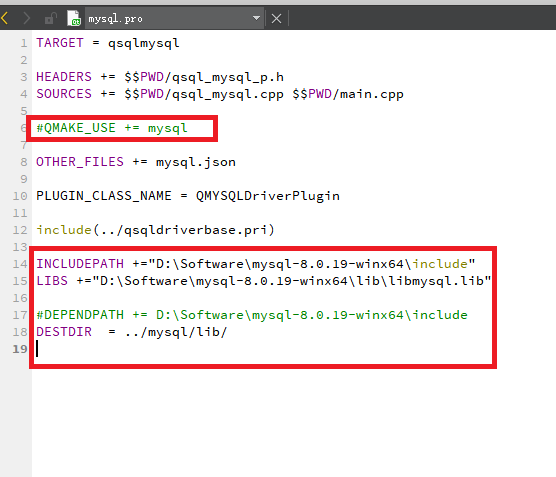 mysql.pro
1 TARGET = qsqlmysql
2
3 HEADERS += $$PWD/qsql_mysql_p.h
4 SOURCES += $$PWD/qsql_mysql.cpp $$PWD/main.cpp
5
6 #QMAKE_USE += mysql
7
8 OTHER_FILES += mysql.json
9
10 PLUGIN_CLASS_NAME = QMYSQLDriverPlugin
11
12 include(../qsqldriverbase.pri)
13
14 INCLUDEPATH +="D:\Software\mysql-8.0.19-winx64\include"
15 LIBS +="D:\Software\mysql-8.0.19-winx64\lib\libmysql.lib"
16
17 #DEPENDPATH += D:\Software\mysql-8.0.19-winx64\include
18 DESTDIR  = ../mysql/lib/
19